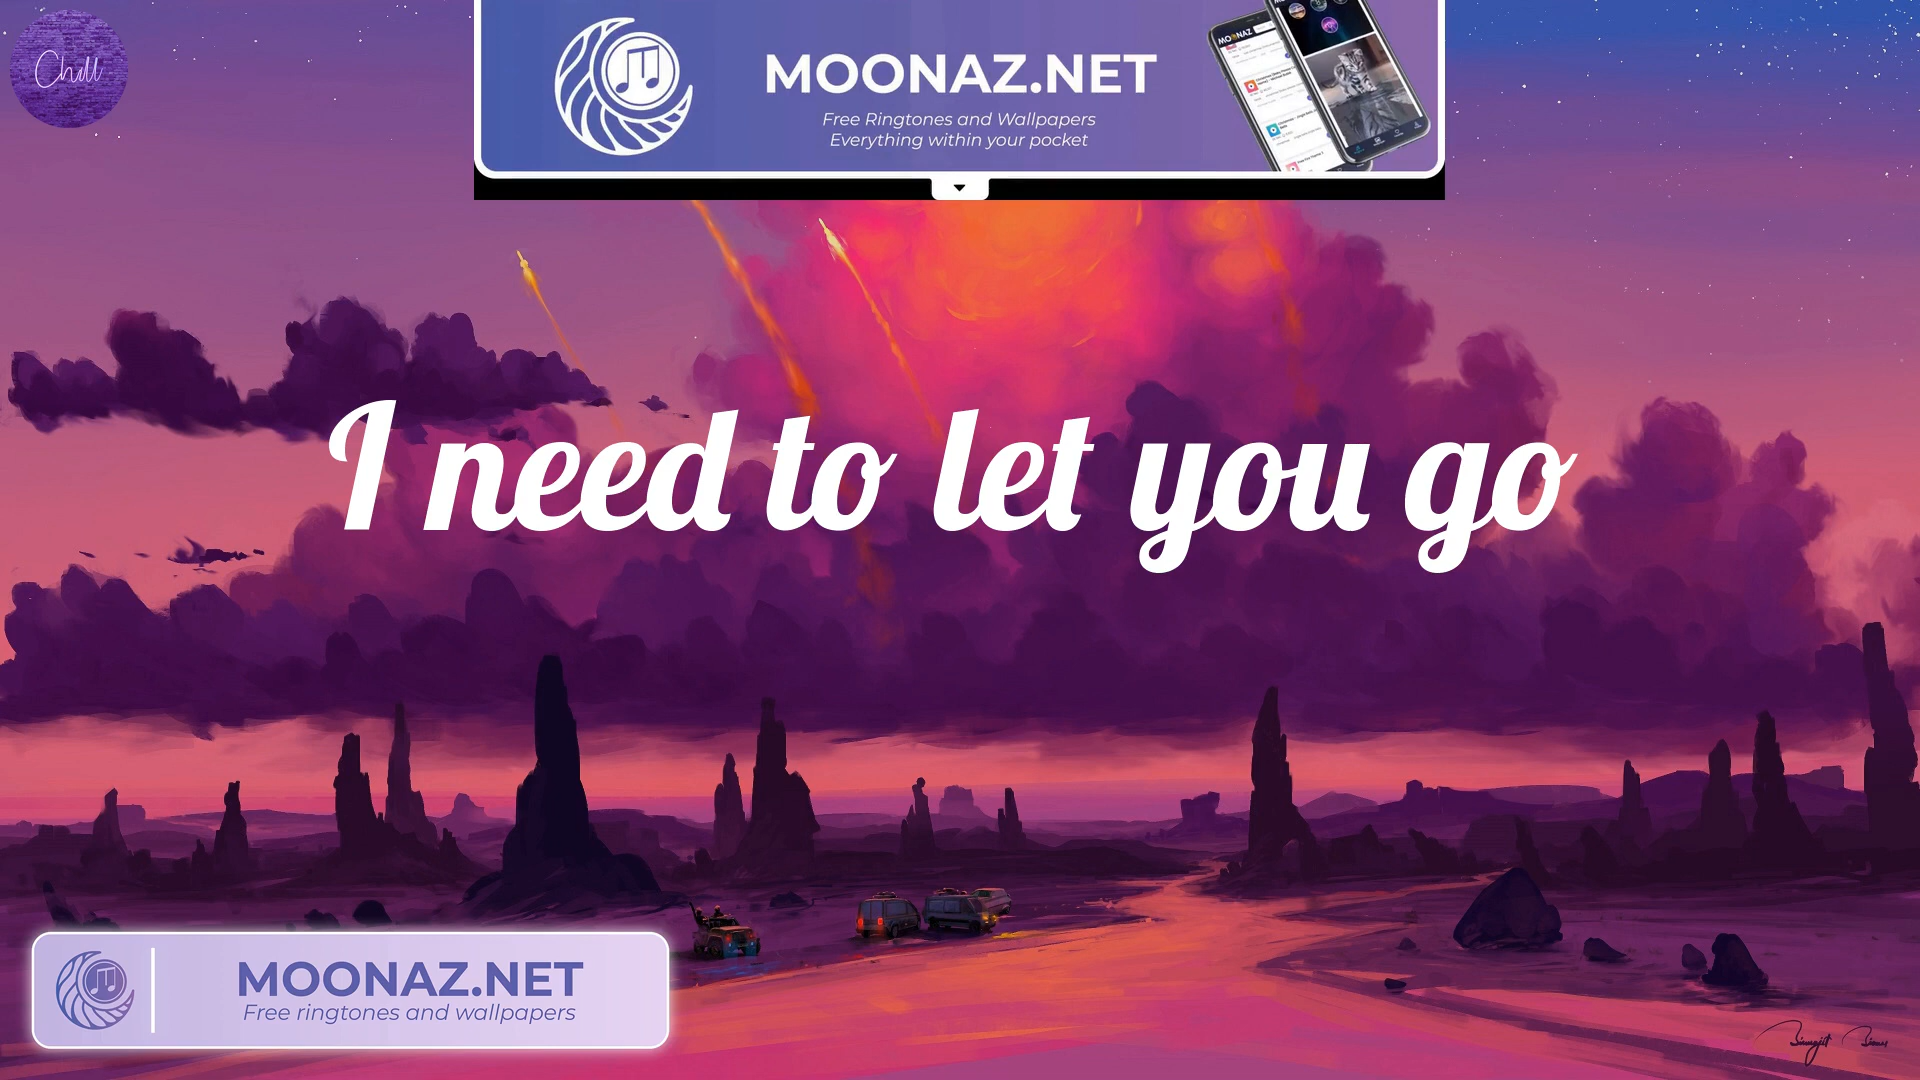 Chill
MOONAZ.NET
Free Ringtones and Wallpapers
Everything within your pocket
I need to let you go
MOONAZ.NET
Free ringtones and wallpapers